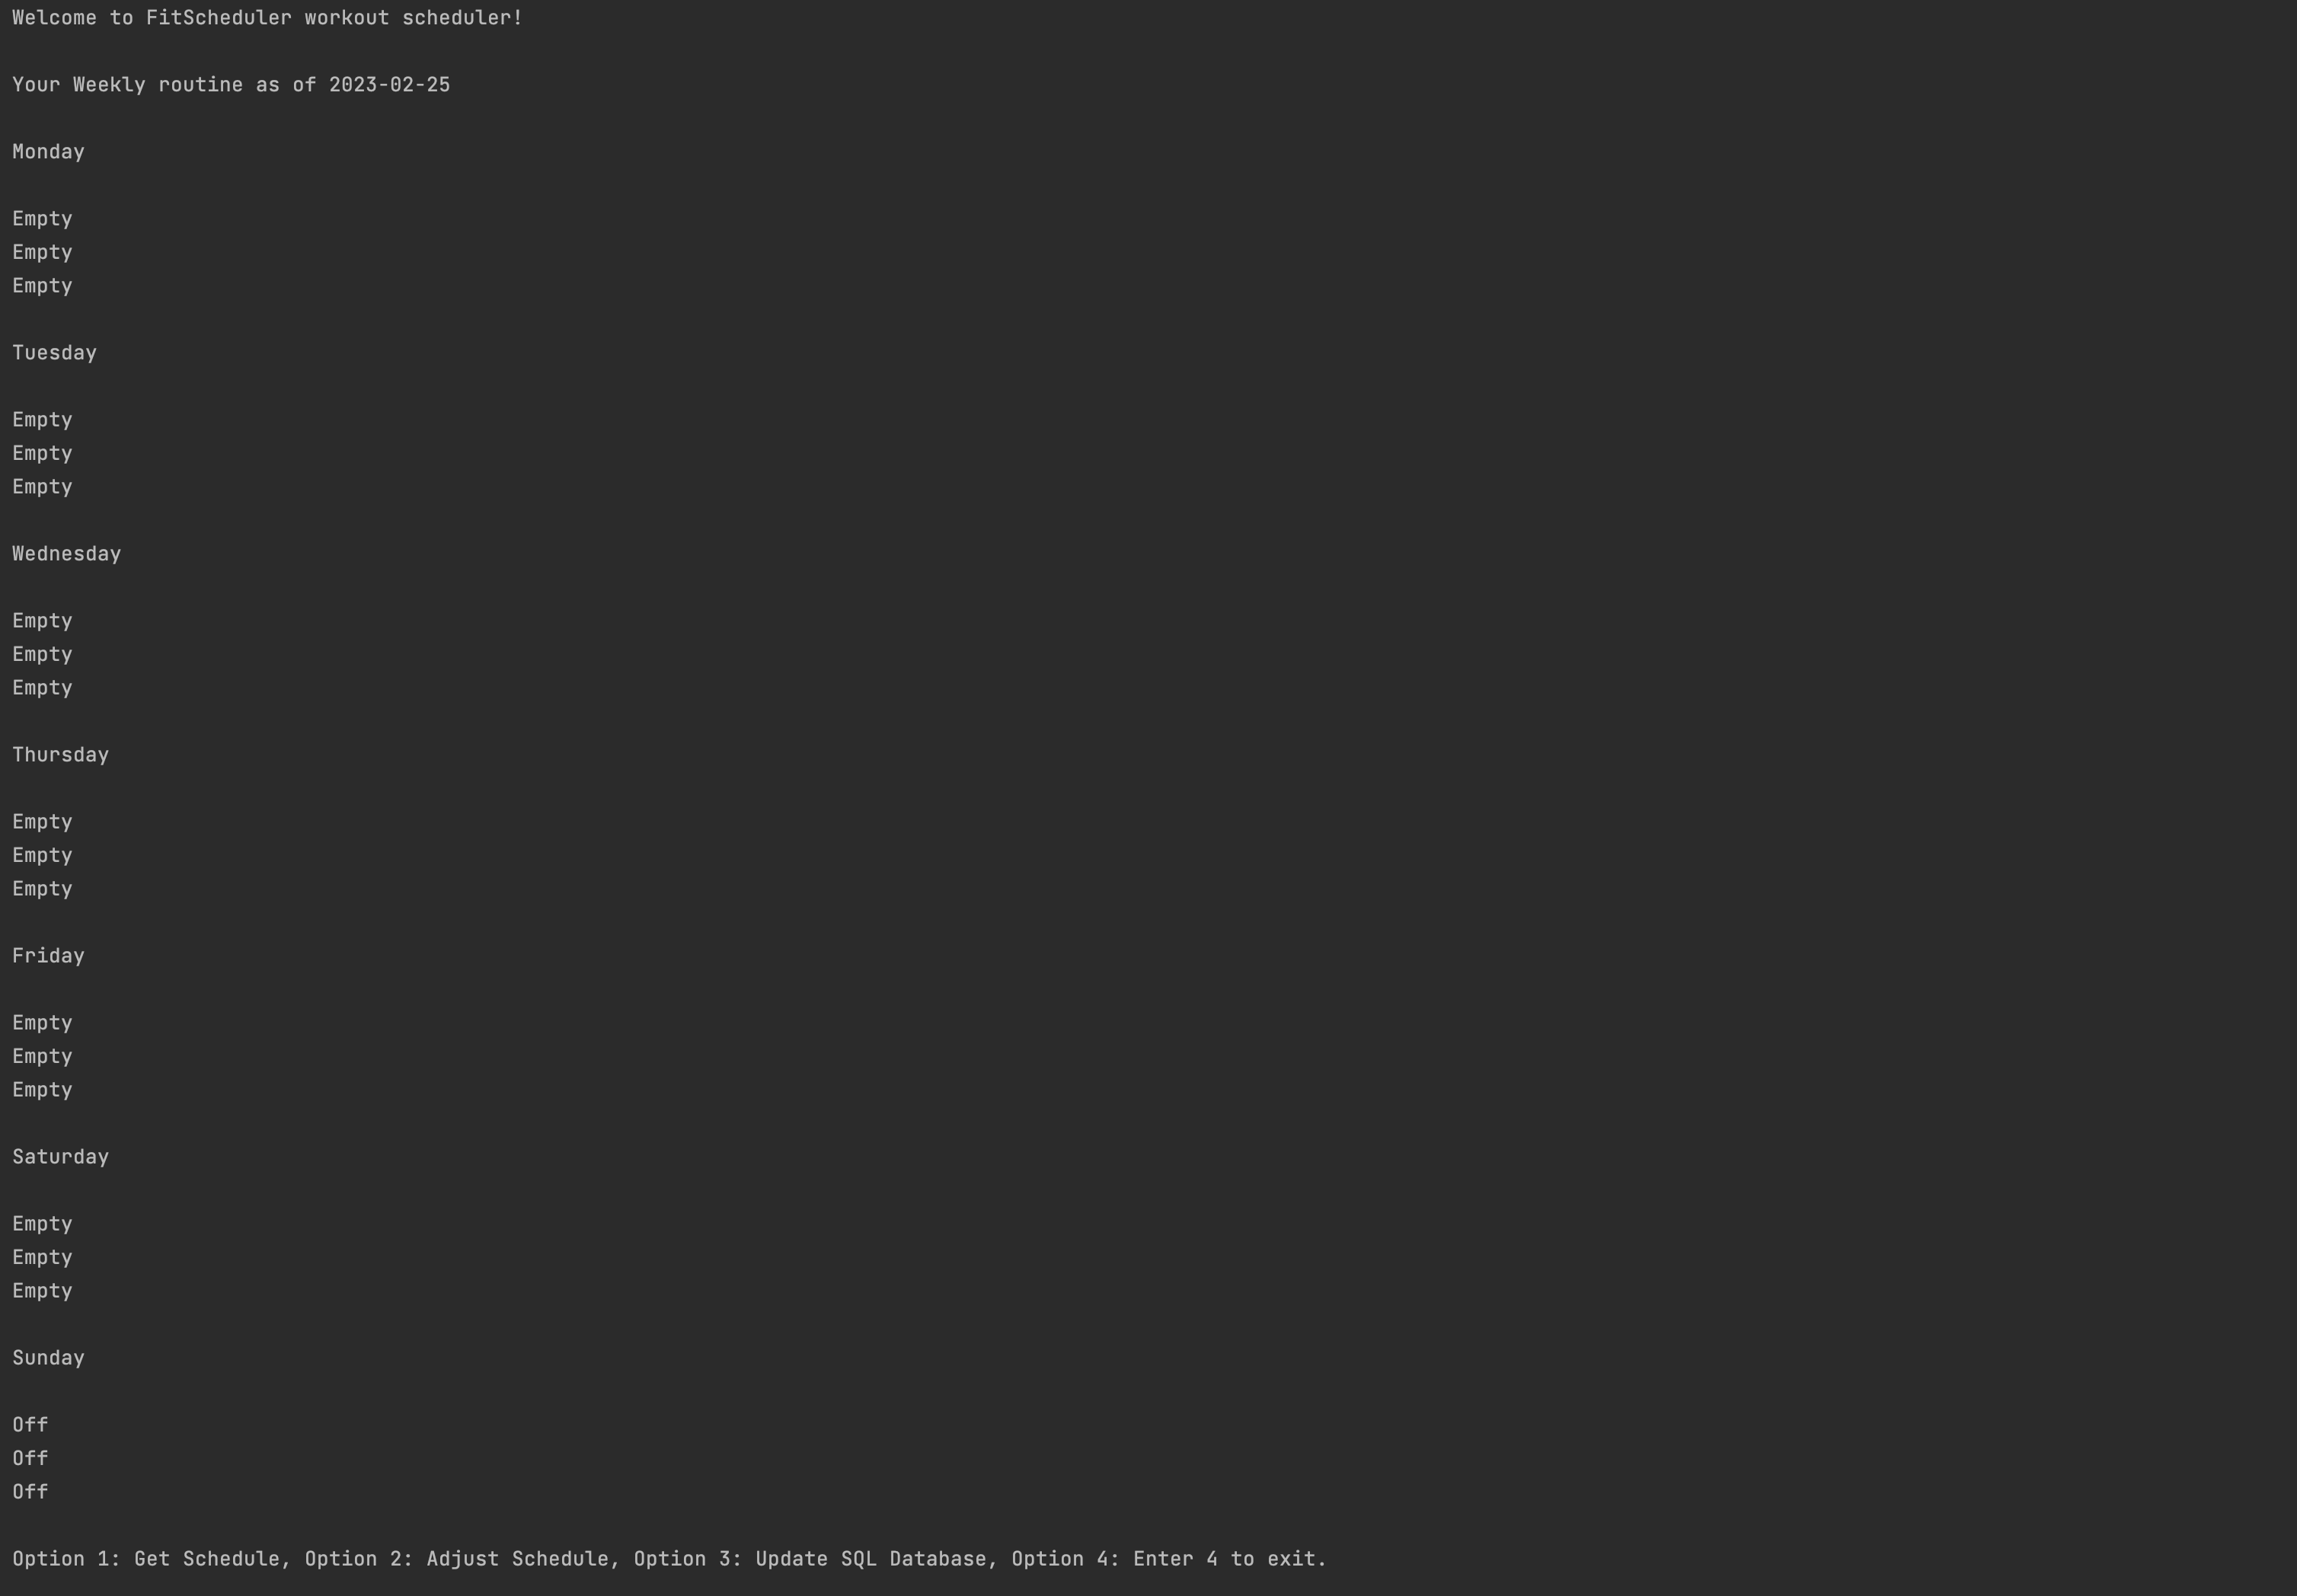 Welcome to FitScheduler workout scheduler!
Your Weekly routine as of 2023-02-25
Monday
Empty
Empty
Empty
Tuesday
Empty
Empty
Empty
Wednesday
Empty
Empty
Empty
Thursday
Empty
Empty
Empty
Friday
Empty
Empty
Empty
Saturday
Empty
Empty
Empty
Sunday
Off
Off
Off
Option 1: Get Schedule, Option 2: Adjust Schedule, Option 3: Update SQL Database, Option 4: Enter 4 to exit.